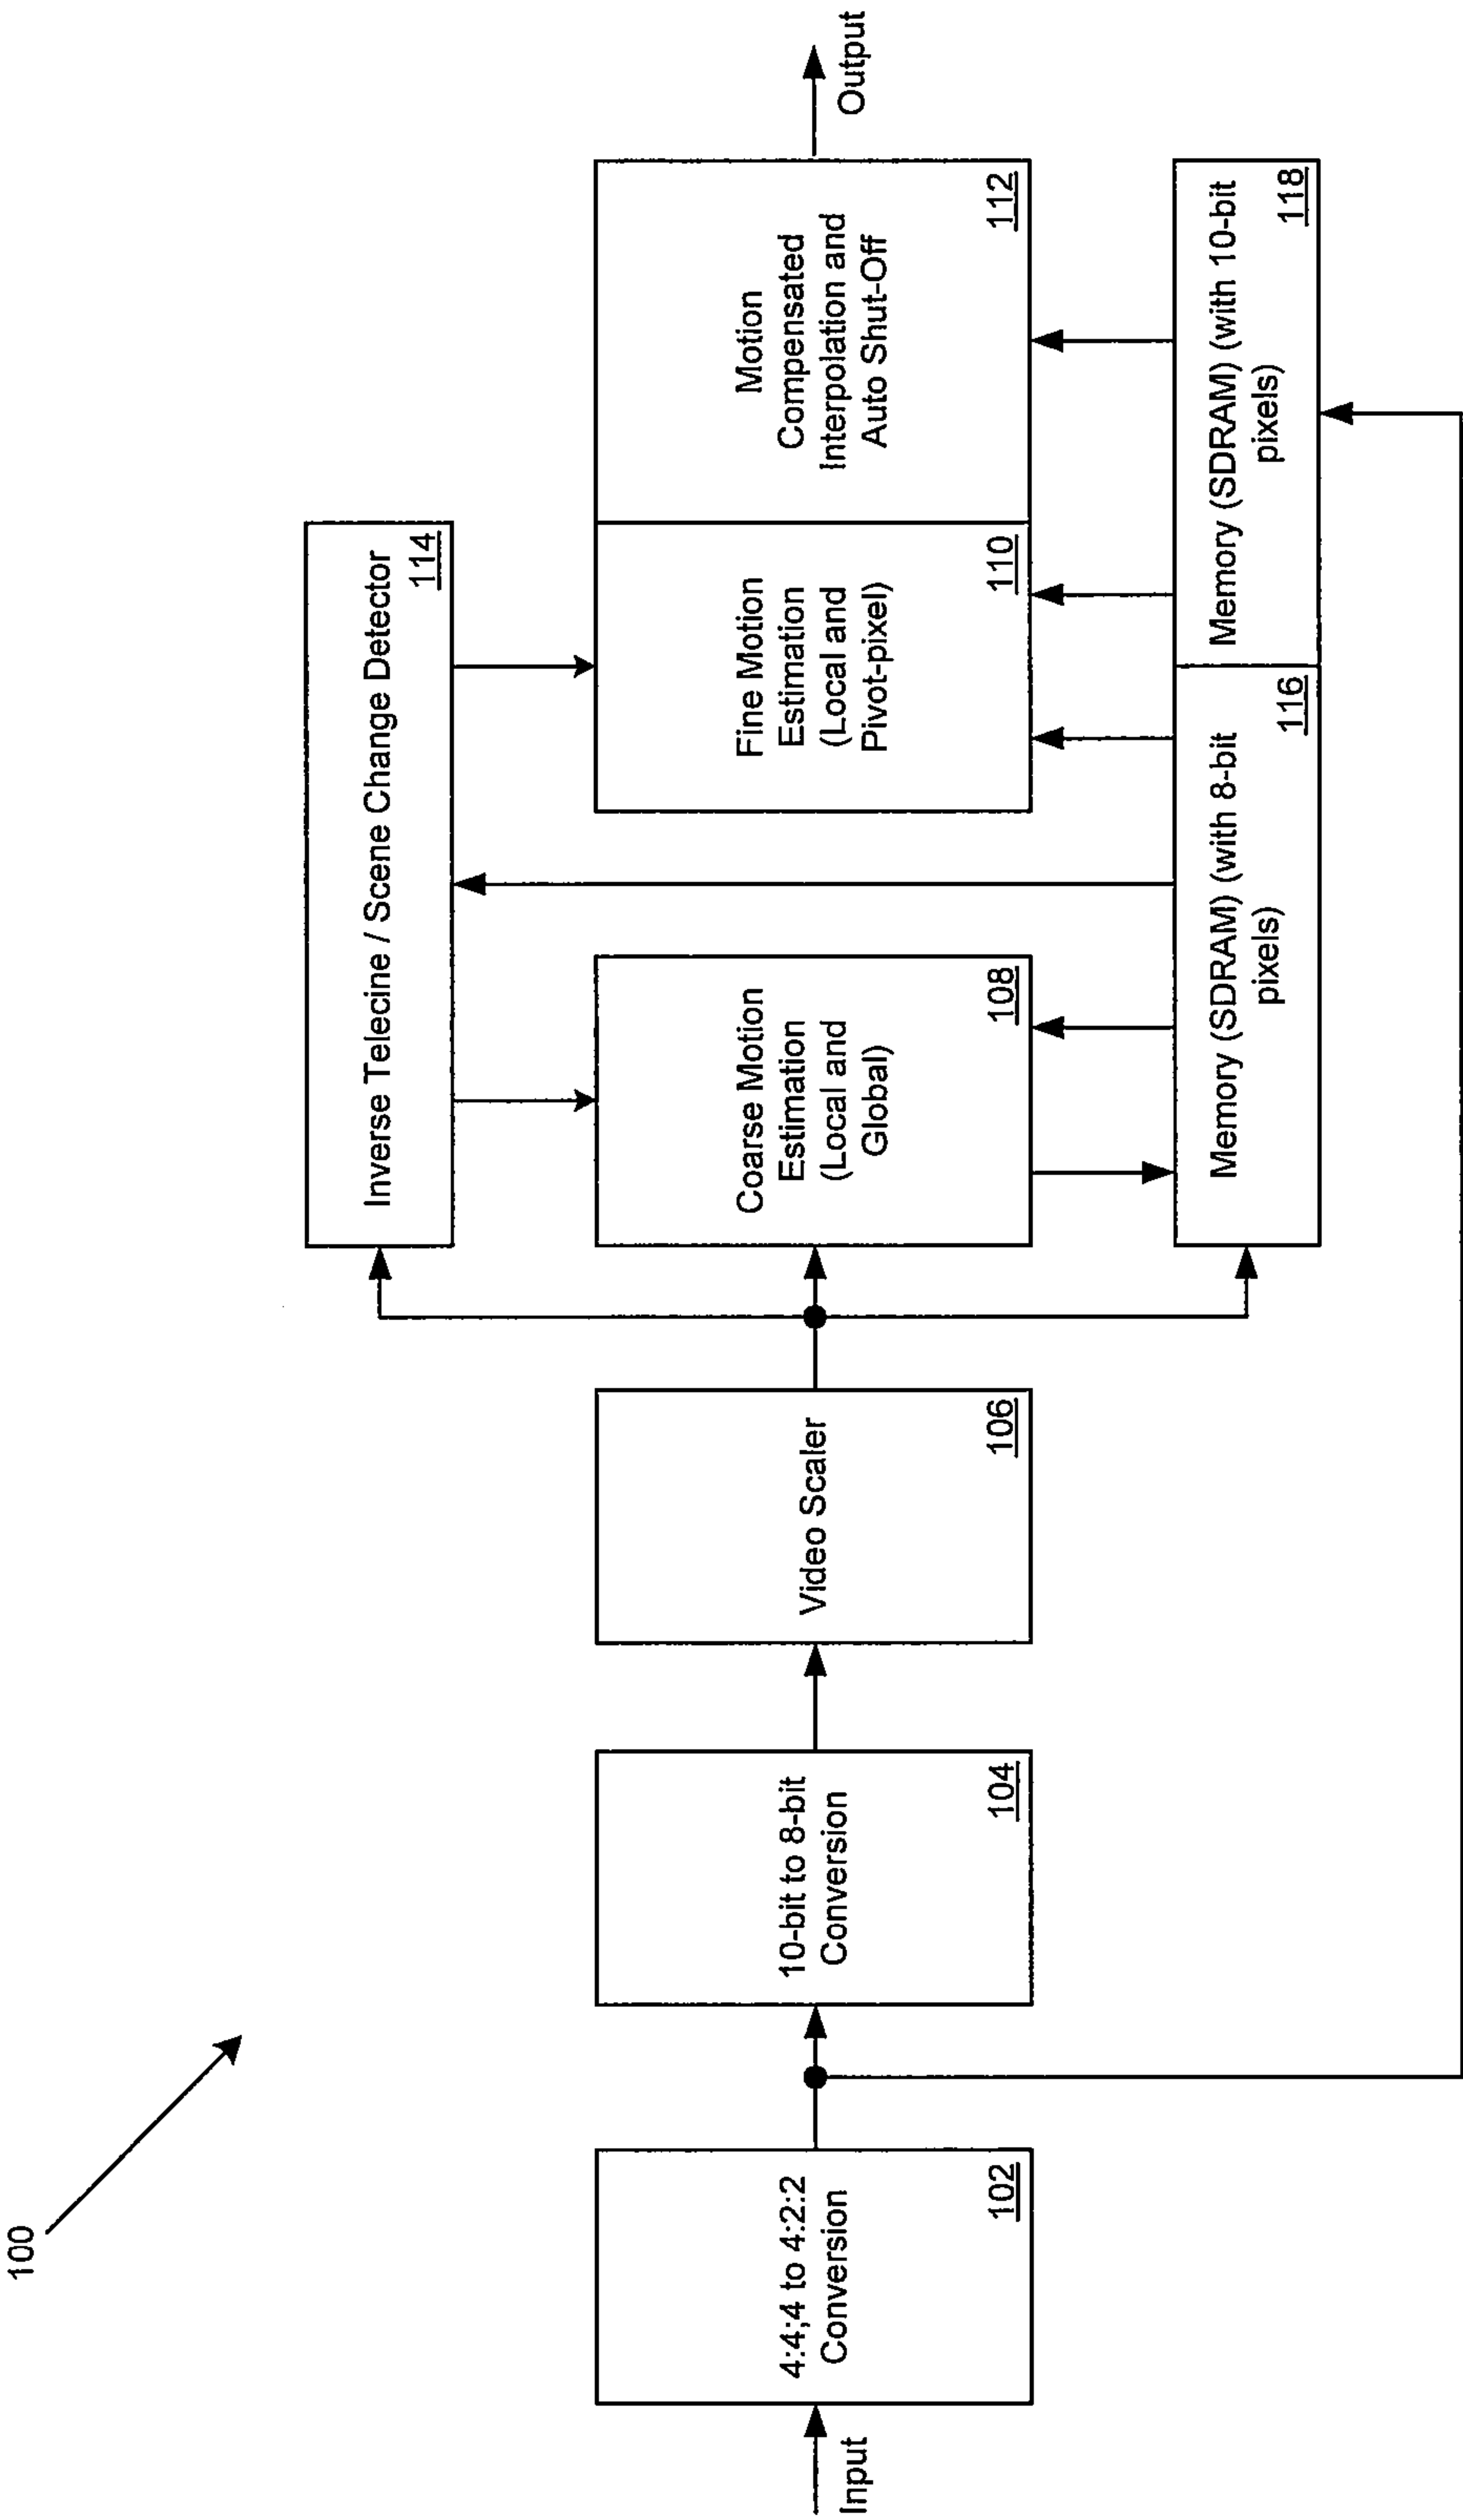 100
Input
4:4;4 to 4:2:2
Conversion
102
10-bit to 8-bit
Conversion
104
Video Scaler
106
Inverse Telecine / Scene Change Detector
114
Coarse Motion
Estimation
(Local and
Global)
108
Fine Motion
Estimation
(Local and
Pivot-pixel)
110
Motion
Compensated
Interpolation and
Auto Shut-Off
112
Output
Memory (SDRAM) (with 8-bit
pixels)
116
Memory (SDRAM) (with 10-bit
pixels)
118